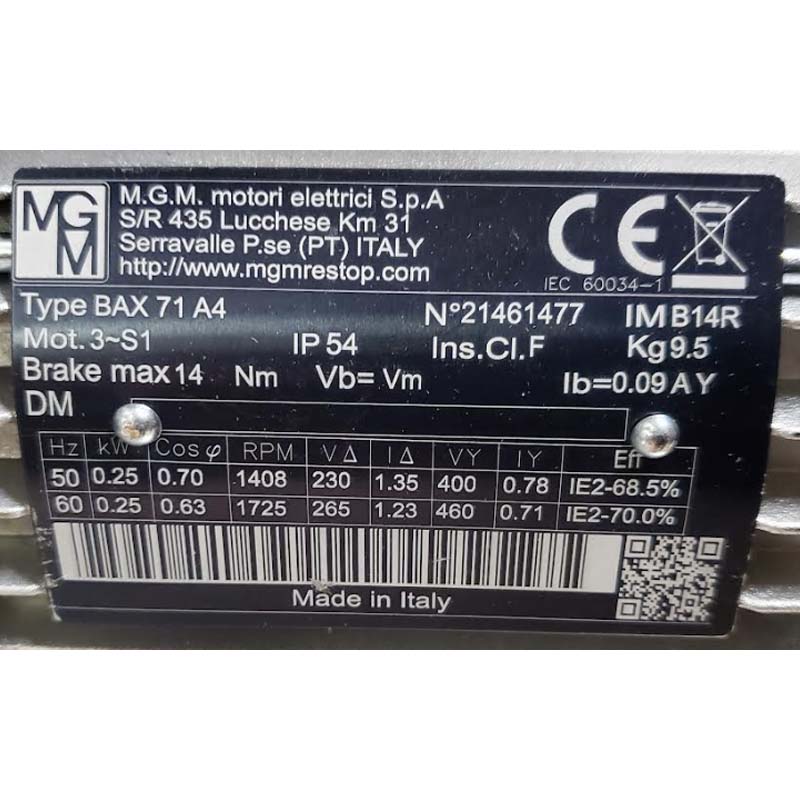 MGM
M.G.M. motori elettrici S.p.A
S/R 435 Lucchese Km 31
Serravalle P.se (PT) ITALY
http://www.mgmrestop.com
CE
IEC 60034-1
Type BAX 71 A4 N°21461477 IM B14R
Mot. 3~S1 IP 54 Ins.Cl.F Kg 9.5
Brake max 14 Nm Vb= Vm Ib=0.09 A Y
DM
Hz kW Cos φ RPM V Δ I Δ V Y I Y Eff
50 0.25 0.70 1408 230 1.35 400 0.78 IE2-68.5%
60 0.25 0.63 1725 265 1.23 460 0.71 IE2-70.0%
Made in Italy